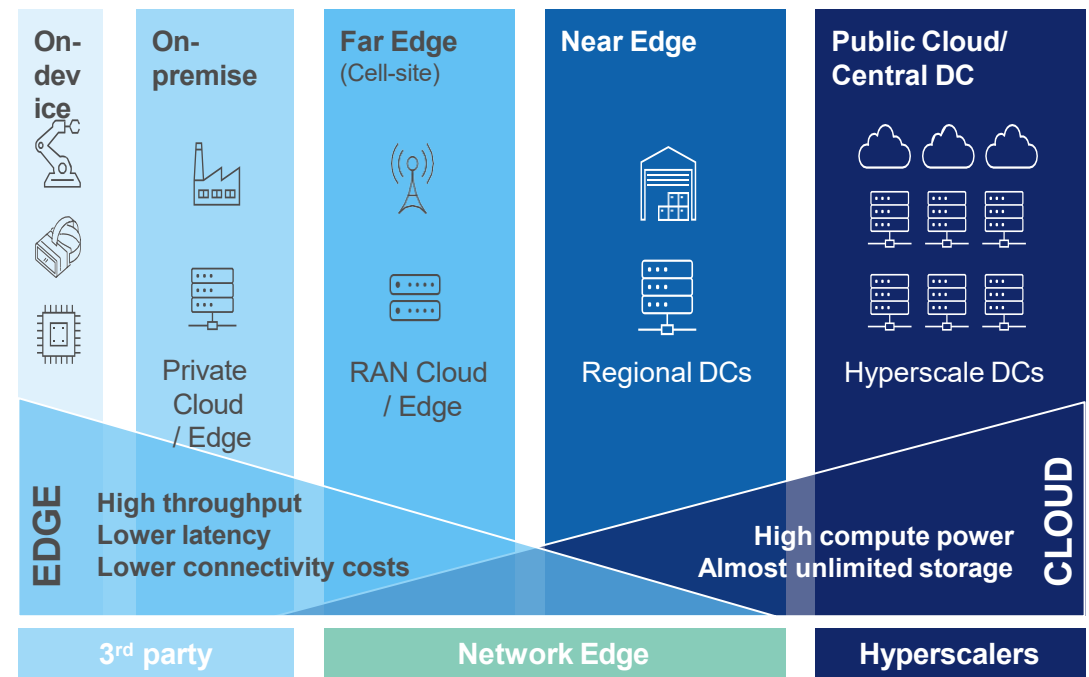 On-
dev
ice
On-
premise
Private
Cloud
/ Edge
Far Edge
(Cell-site)
RAN Cloud
/ Edge
Near Edge
Regional DCs
Public Cloud/
Central DC
Hyperscale DCs
EDGE
High throughput
Lower latency
Lower connectivity costs
High compute power
Almost unlimited storage
CLOUD
3rd party
Network Edge
Hyperscalers